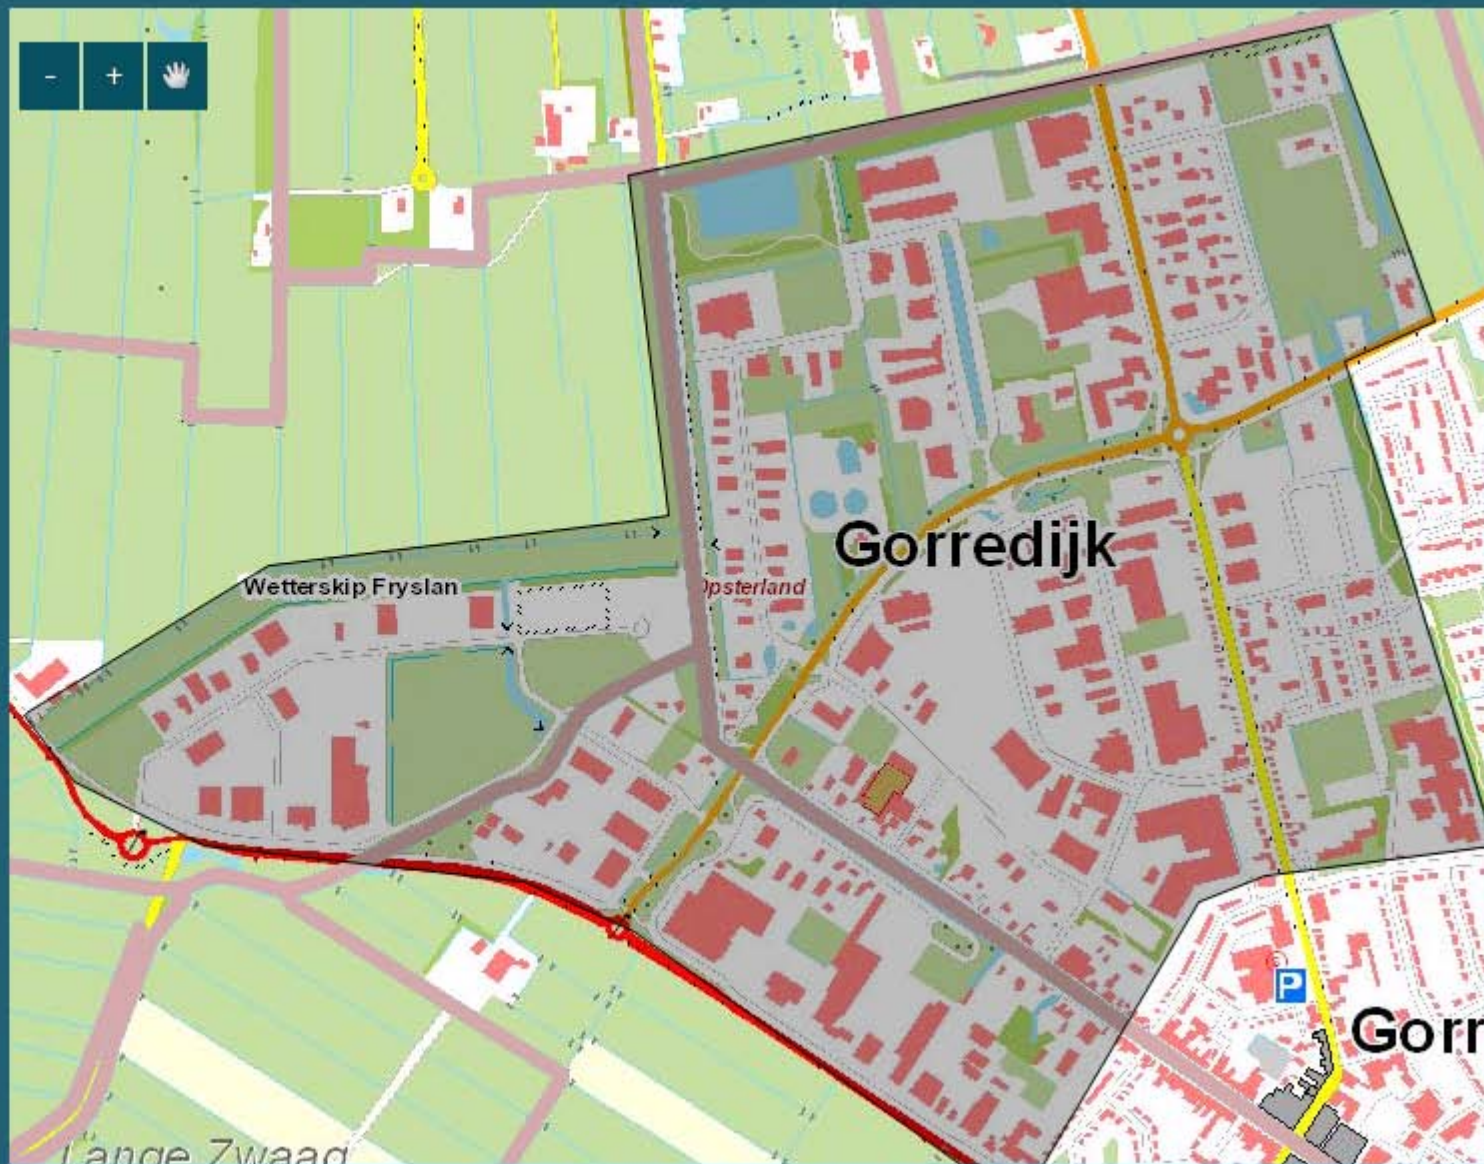 - +
Gorredijk
Wetterskip Fryslan
Opsterland
P
Gorr
Lange Zwaag